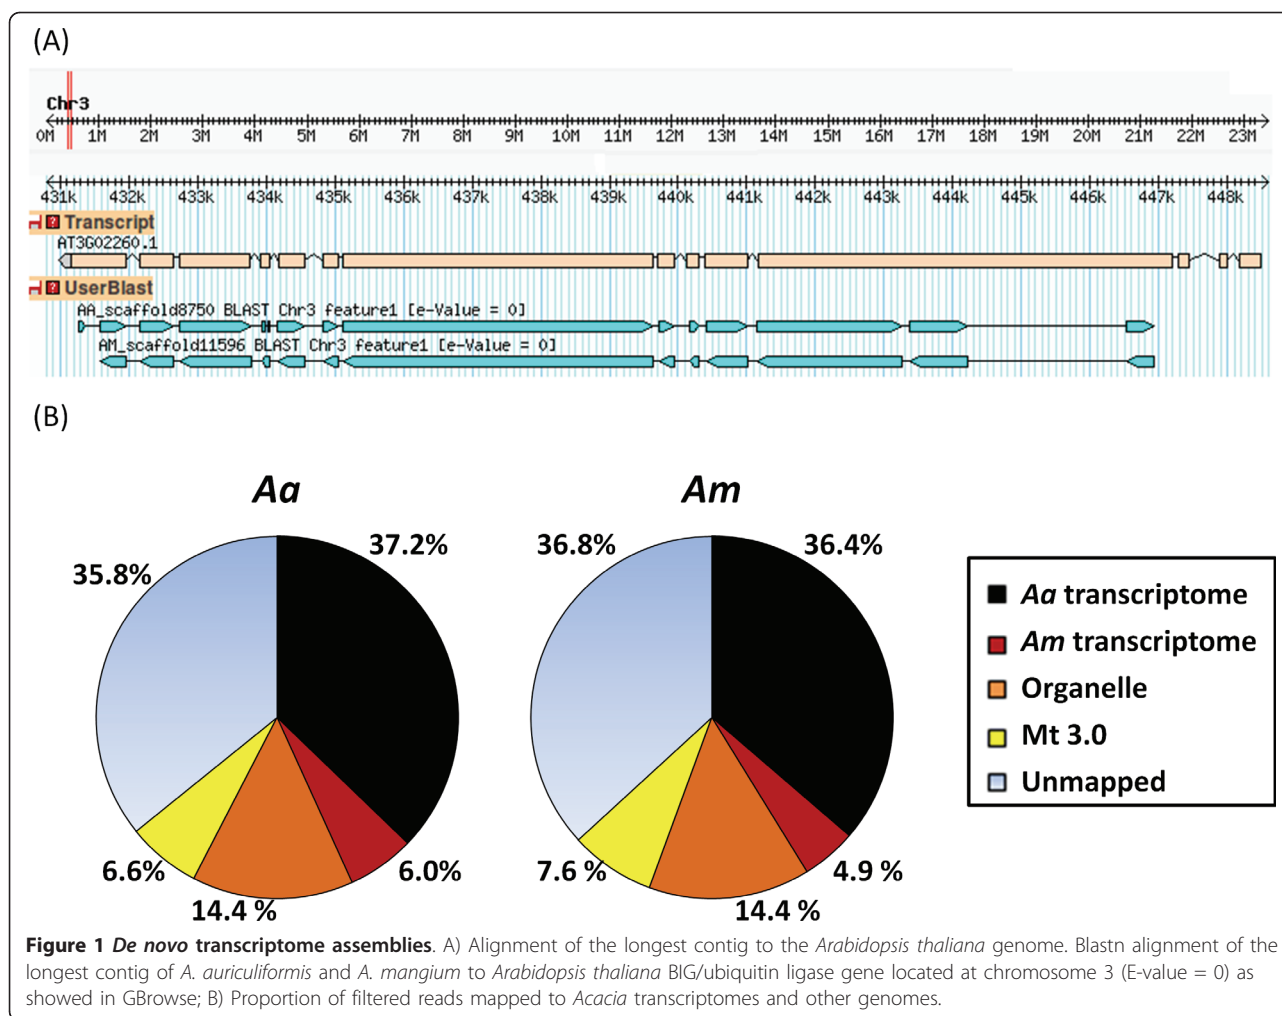 (A)
Chr3
0M 1M 2M 3M 4M 5M 6M 7M 8M 9M 10M 11M 12M 13M 14M 15M 16M 17M 18M 19M 20M 21M 22M 23M
431k 432k 433k 434k 435k 436k 437k 438k 439k 440k 441k 442k 443k 444k 445k 446k 447k 448k
? Transcript
AT3G02260.1
? UserBlast
AA_scaffold8750 BLAST Chr3 feature1 [e-Value = 0]
AM_scaffold11596 BLAST Chr3 feature1 [e-Value = 0]
(B)
Aa
37.2%
35.8%
6.6%
6.0%
14.4 %
Am
36.8%
36.4%
7.6 %
4.9 %
14.4 %
Aa transcriptome
Am transcriptome
Organelle
Mt 3.0
Unmapped
Figure 1 De novo transcriptome assemblies. A) Alignment of the longest contig to the Arabidopsis thaliana genome. Blastn alignment of the
longest contig of A. auriculiformis and A. mangium to Arabidopsis thaliana BIG/ubiquitin ligase gene located at chromosome 3 (E-value = 0) as
showed in GBrowse; B) Proportion of filtered reads mapped to Acacia transcriptomes and other genomes.